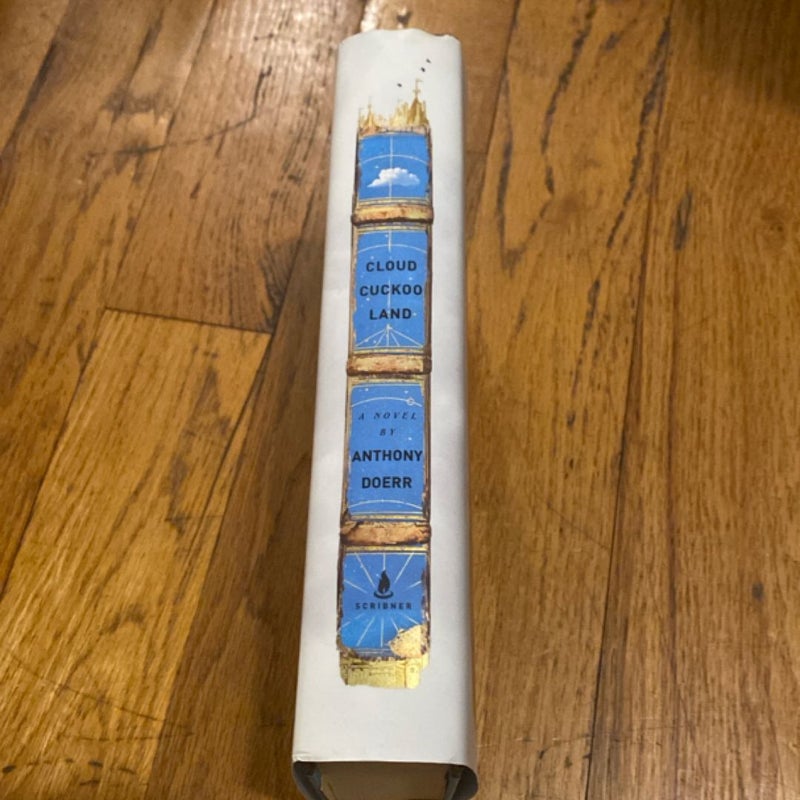 CLOUD
CUCKOO
LAND
A NOVEL
BY
ANTHONY
DOERR
SCRIBNER